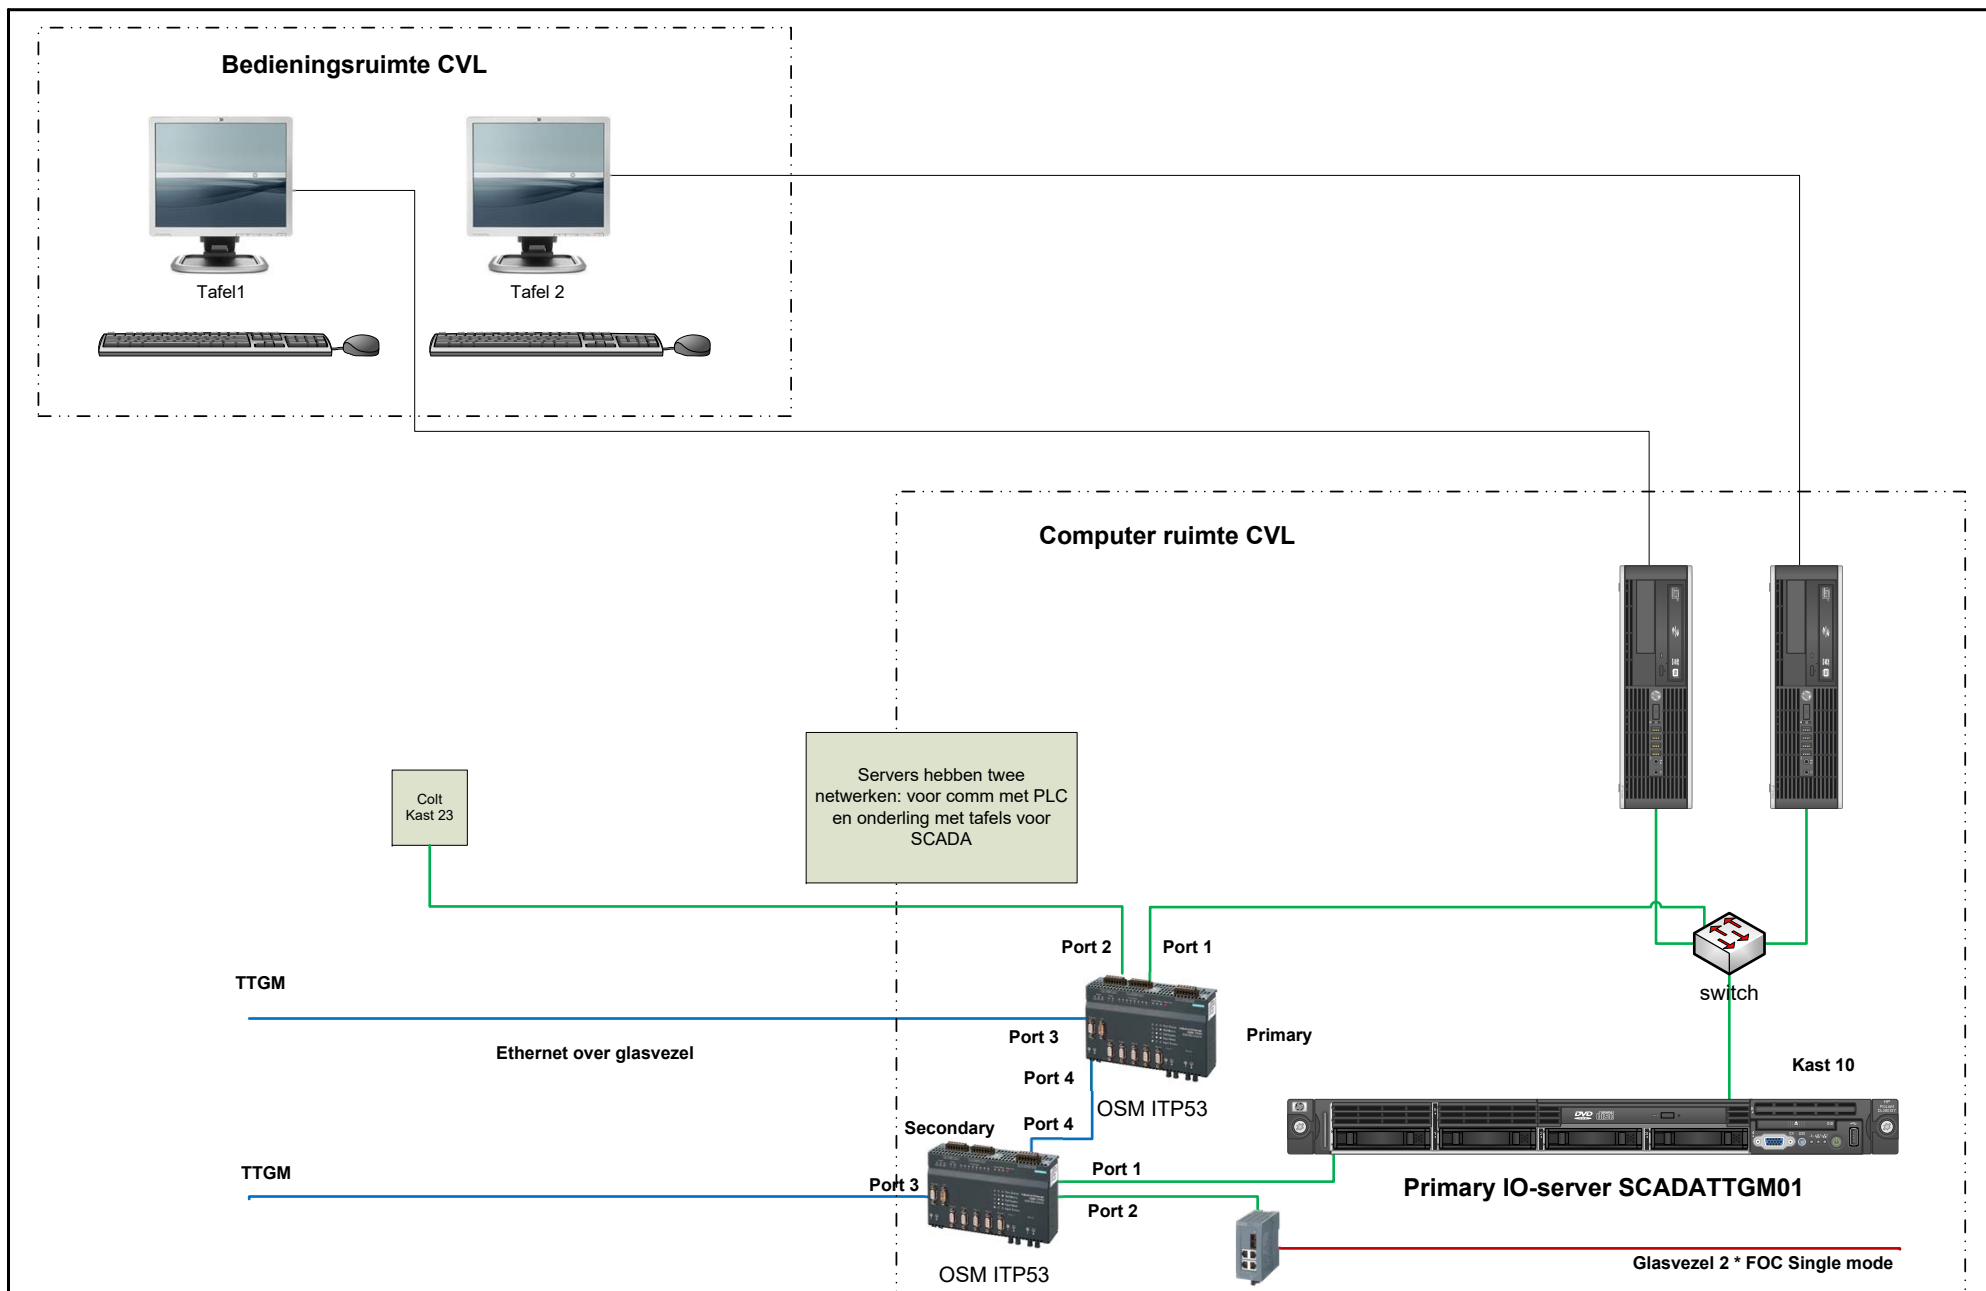 Bedieningsruimte CVL
Tafel1
Tafel 2
Computer ruimte CVL
Servers hebben twee
netwerken: voor comm met PLC
en onderling met tafels voor
SCADA
Colt
Kast 23
Port 2
Port 1
switch
TTGM
Port 3
Primary
Ethernet over glasvezel
Kast 10
Port 4
OSM ITP53
Port 4
Secondary
Port 1
TTGM
Port 3
Primary IO-server SCADATTGM01
Port 2
Glasvezel 2 * FOC Single mode
OSM ITP53